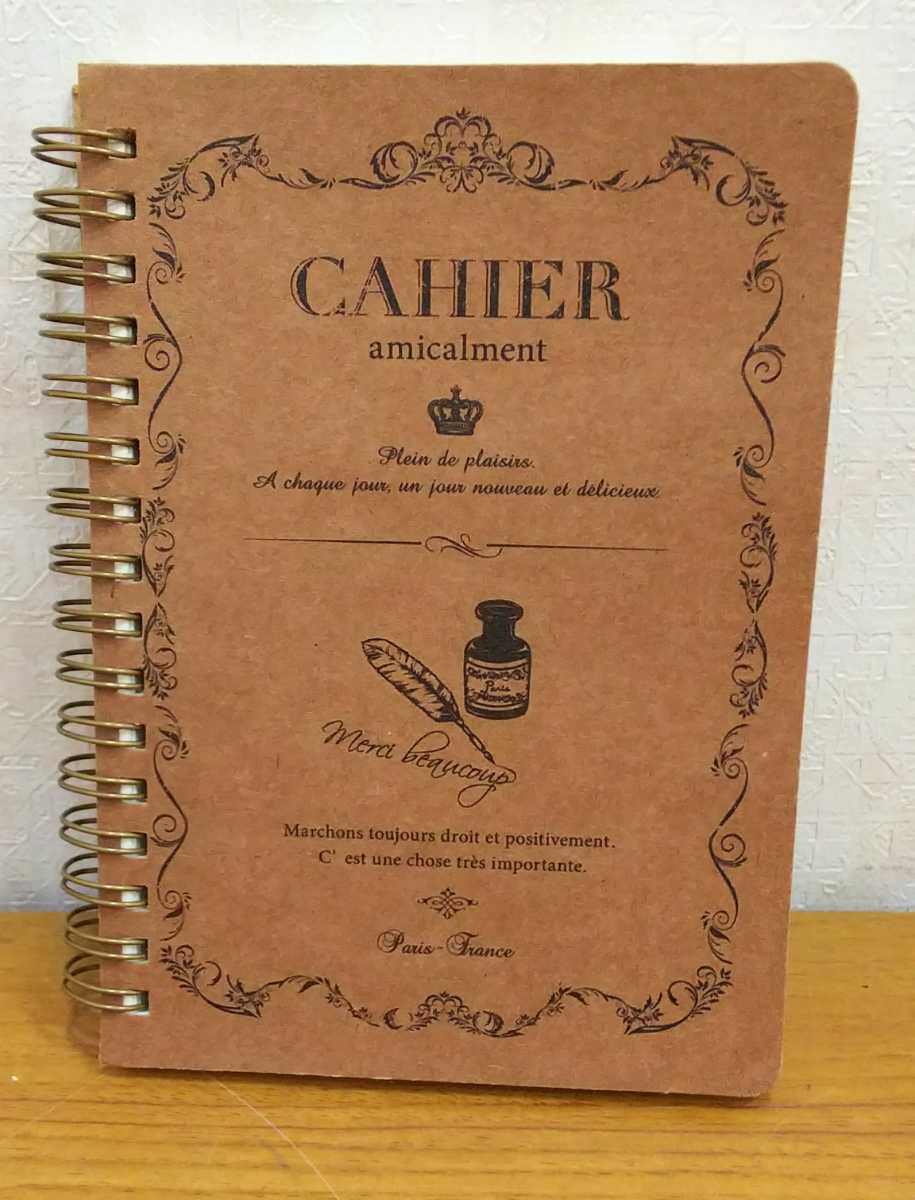 CAHIER
amicalment
Plein de plaisirs.
A chaque jour, un jour nouveau et délicieux.
Paris
Merci beaucoup
Marchons toujours droit et positivement.
C' est une chose très importante.
Paris-France